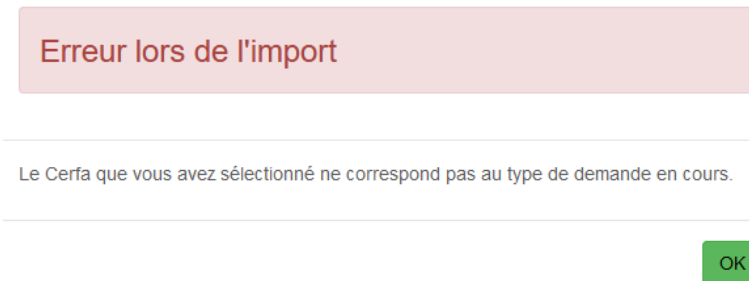 Erreur lors de l'import
Le Cerfa que vous avez sélectionné ne correspond pas au type de demande en cours.
OK